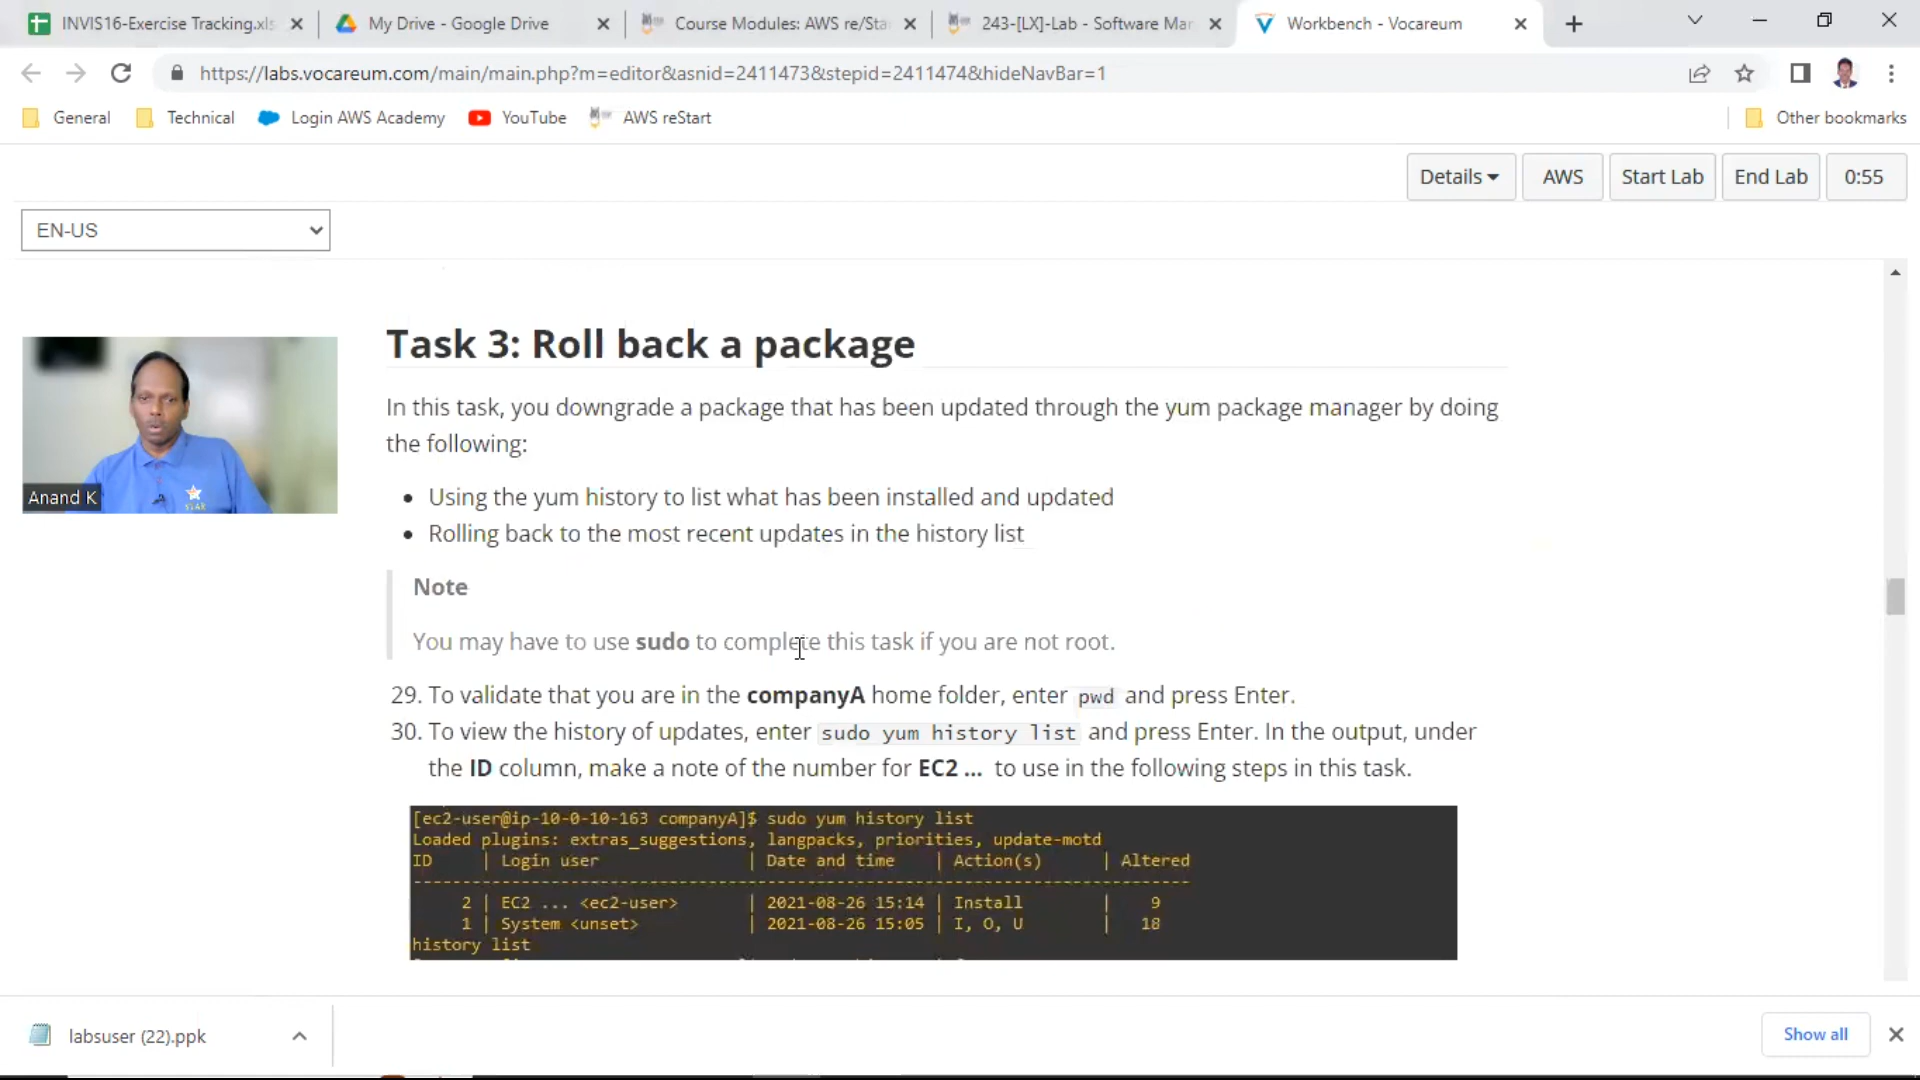 INVIS16-Exercise Tracking.xls
My Drive - Google Drive
Course Modules: AWS re/Sta
243-[LX]-Lab - Software Man
Workbench - Vocareum
https://labs.vocareum.com/main/main.php?m=editor&asnid=2411473&stepid=2411474&hideNavBar=1
General
Technical
Login AWS Academy
YouTube
AWS reStart
Other bookmarks
Details
AWS
Start Lab
End Lab
0:55
EN-US
Task 3: Roll back a package
In this task, you downgrade a package that has been updated through the yum package manager by doing
the following:
• Using the yum history to list what has been installed and updated
• Rolling back to the most recent updates in the history list
Anand K
Note
You may have to use sudo to complete this task if you are not root.
29. To validate that you are in the companyA home folder, enter pwd and press Enter.
30. To view the history of updates, enter sudo yum history list and press Enter. In the output, under
the ID column, make a note of the number for EC2 ... to use in the following steps in this task.
[ec2-user@ip-10-0-10-163 companyA]$ sudo yum history list
Loaded plugins: extras_suggestions, langpacks, priorities, update-motd
ID | Login user | Date and time | Action(s) | Altered
-------------------------------------------------------------------------------
2 | EC2 ... <ec2-user> | 2021-08-26 15:14 | Install | 9
1 | System <unset> | 2021-08-26 15:05 | I, O, U | 18
history list
labsuser (22).ppk
Show all